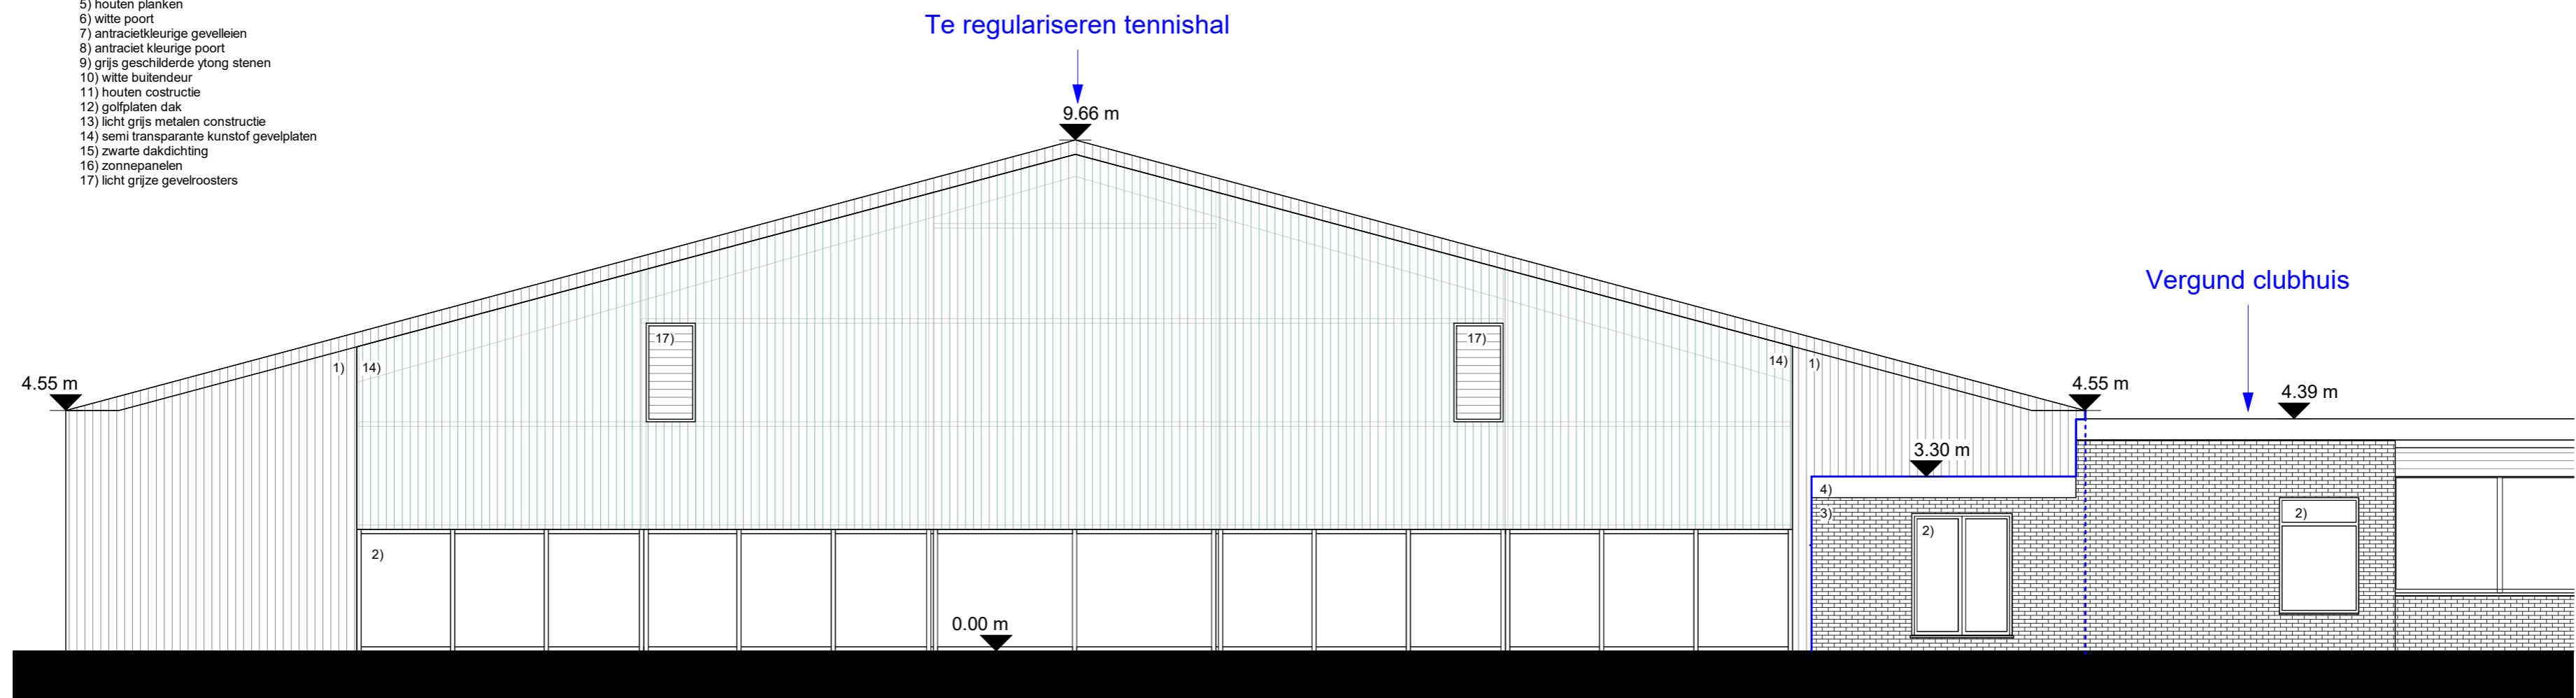 5) houten planken
6) witte poort
7) antracietkleurige gevelleien
8) antraciet kleurige poort
9) grijs geschilderde ytong stenen
10) witte buitendeur
11) houten costructie
12) golfplaten dak
13) licht grijs metalen constructie
14) semi transparante kunstof gevelplaten
15) zwarte dakdichting
16) zonnepanelen
17) licht grijze gevelroosters
Te regulariseren tennishal
9.66 m
Vergund clubhuis
17)
17)
1)
14)
14)
1)
4.55 m
4.55 m
4.39 m
3.30 m
4)
3)
2)
2)
2)
0.00 m